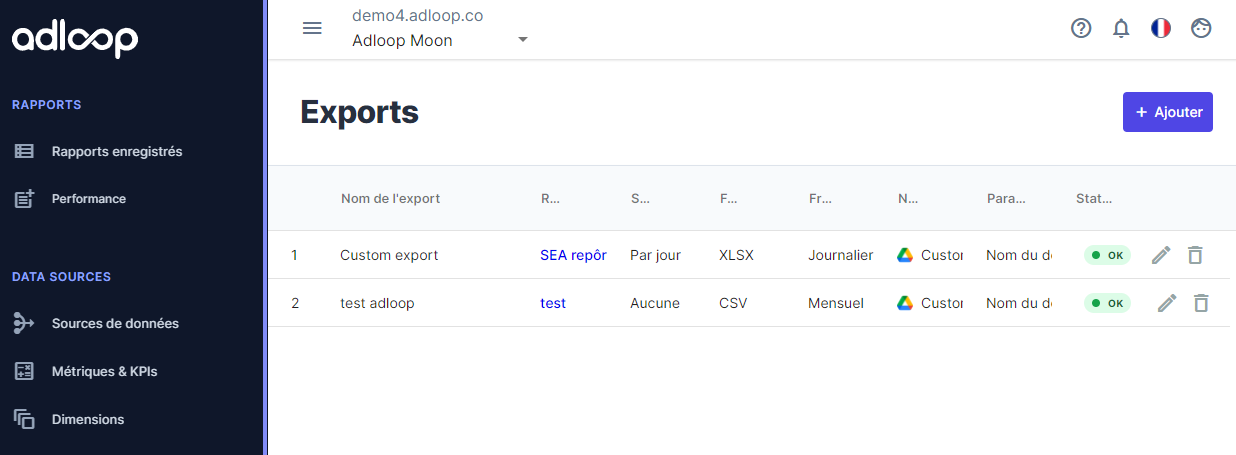 adloop
demo4.adloop.co
Adloop Moon
RAPPORTS
Rapports enregistrés
Performance
DATA SOURCES
Sources de données
Métriques & KPIs
Dimensions
Exports
+ Ajouter
Nom de l'export R... S... F... Fr... N... Para... Stat...
1 Custom export SEA repôr Par jour XLSX Journalier Custor Nom du d OK
2 test adloop test Aucune CSV Mensuel Custor Nom du d OK